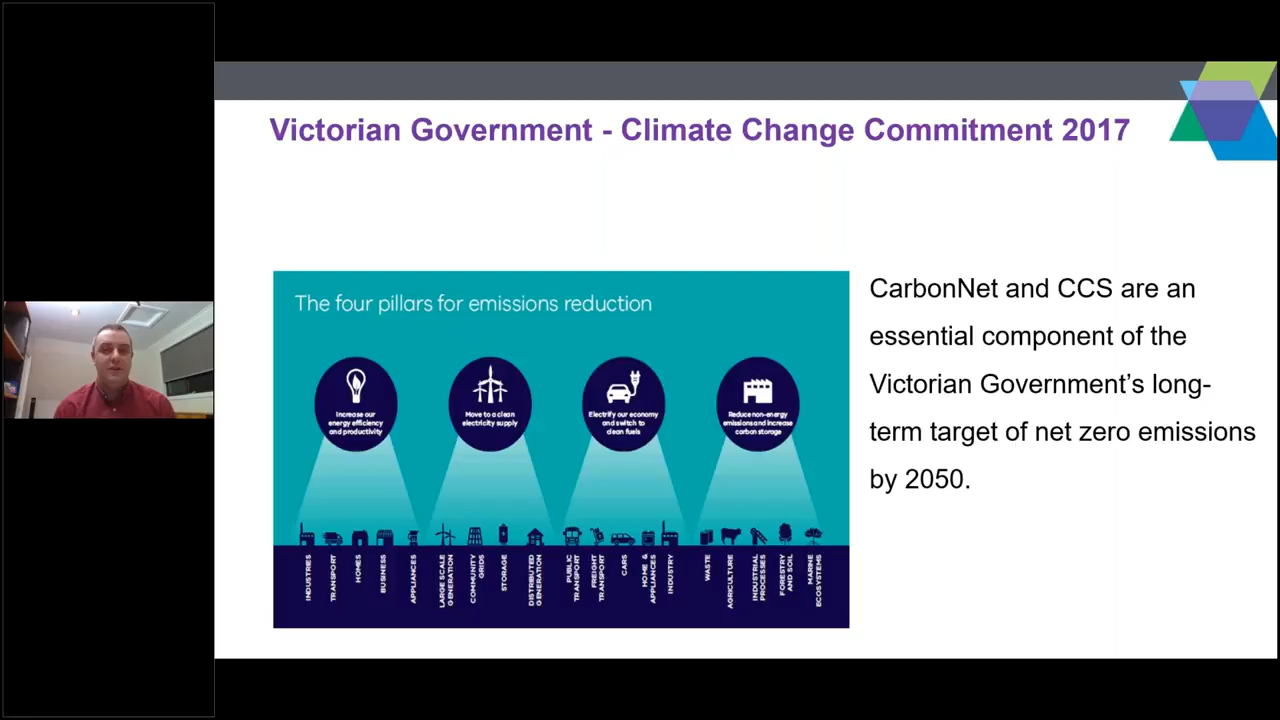 Victorian Government - Climate Change Commitment 2017
The four pillars for emissions reduction
Increase our
energy efficiency
and productivity
Move to a clean
electricity supply
Electrify our economy
and switch to
clean fuels
Reduce non-energy
emissions and increase
carbon storage
INDUSTRIES
TRANSPORT
HOMES
BUSINESS
APPLIANCES
LARGE SCALE
GENERATION
COMMUNITY
GRIDS
STORAGE
DISTRIBUTED
GENERATION
PUBLIC
TRANSPORT
FREIGHT
TRANSPORT
CARS
HOME &
APPLIANCES
INDUSTRY
WASTE
AGRICULTURE
INDUSTRIAL
PROCESSES
FORESTRY
AND SOIL
MARINE
ECOSYSTEMS
CarbonNet and CCS are an
essential component of the
Victorian Government’s long-
term target of net zero emissions
by 2050.